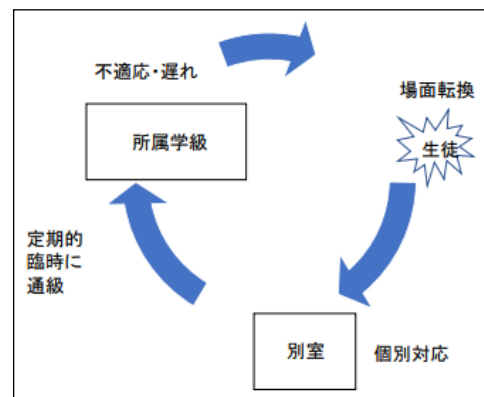 不適応・遅れ
場面転換
所属学級
生徒
定期的
臨時に
通級
別室
個別対応